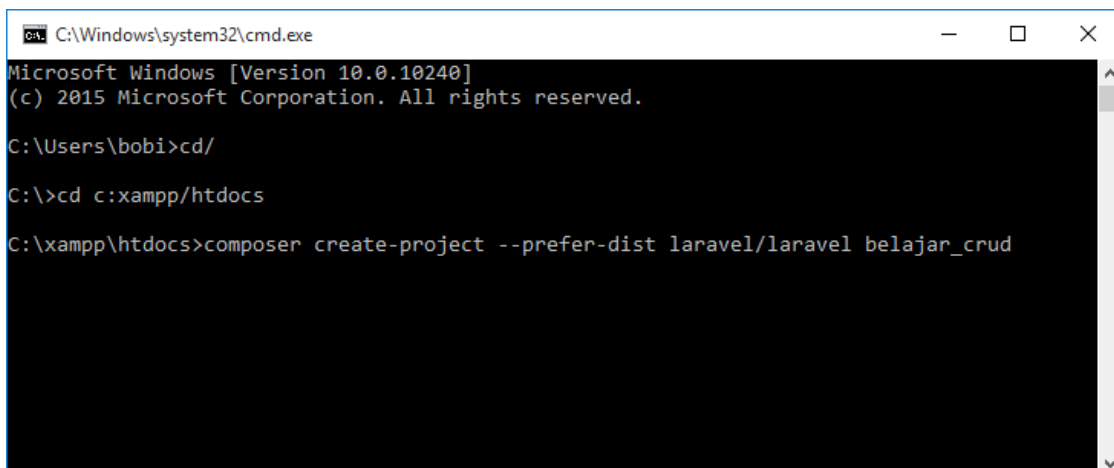 C:\Windows\system32\cmd.exe
Microsoft Windows [Version 10.0.10240]
(c) 2015 Microsoft Corporation. All rights reserved.
C:\Users\bobi>cd/
C:\>cd c:xampp/htdocs
C:\xampp\htdocs>composer create-project --prefer-dist laravel/laravel belajar_crud